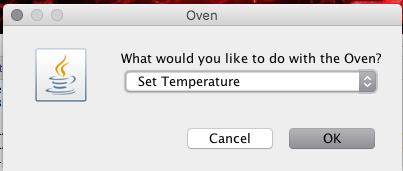 Oven
What would you like to do with the Oven?
Set Temperature
Cancel OK